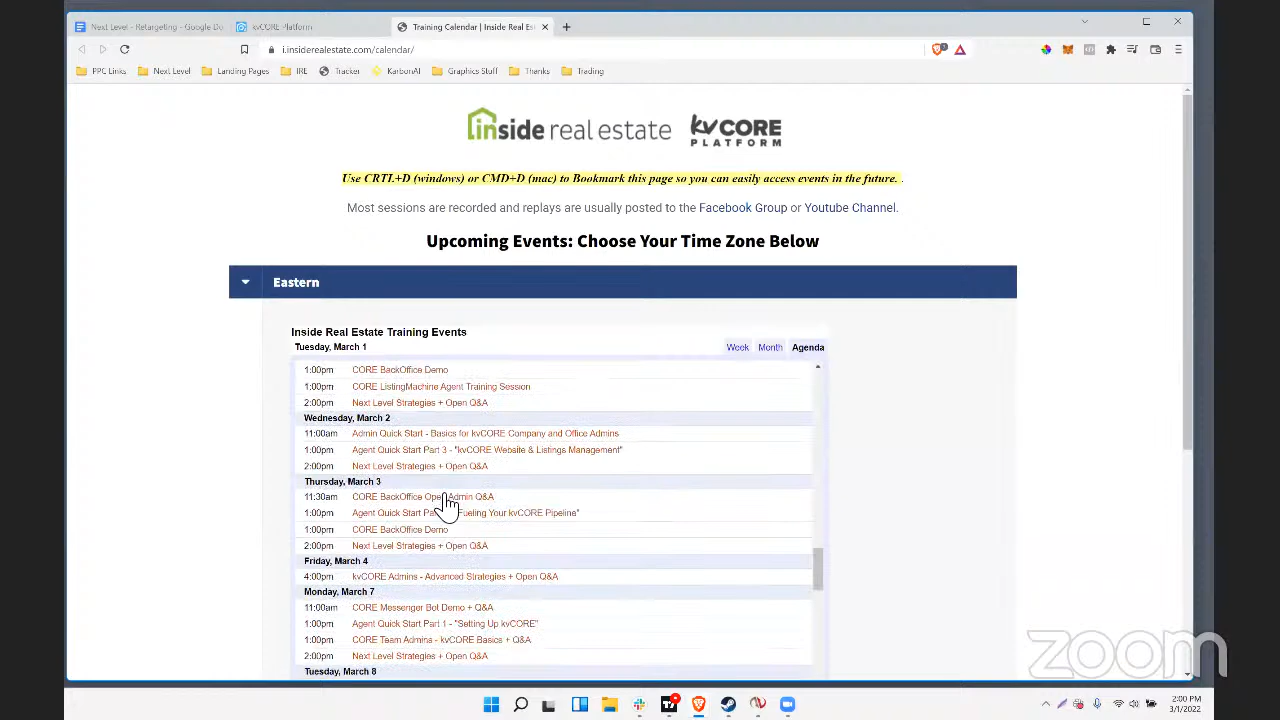 Next Level - Retargeting - Google Do
kvCORE Platform
Training Calendar | Inside Real Est
i.insiderealestate.com/calendar/
PPC Links
Next Level
Landing Pages
IRE
Tracker
KarbonAI
Graphics Stuff
Thanks
Trading
inside real estate
kvCORE
PLATFORM
Use CRTL+D (windows) or CMD+D (mac) to Bookmark this page so you can easily access events in the future. .
Most sessions are recorded and replays are usually posted to the Facebook Group or Youtube Channel.
Upcoming Events: Choose Your Time Zone Below
Eastern
Inside Real Estate Training Events
Tuesday, March 1
Week Month Agenda
1:00pm CORE BackOffice Demo
1:00pm CORE ListingMachine Agent Training Session
2:00pm Next Level Strategies + Open Q&A
Wednesday, March 2
11:00am Admin Quick Start - Basics for kvCORE Company and Office Admins
1:00pm Agent Quick Start Part 3 - "kvCORE Website & Listings Management"
2:00pm Next Level Strategies + Open Q&A
Thursday, March 3
11:30am CORE BackOffice Open Admin Q&A
1:00pm Agent Quick Start Fueling Your kvCORE Pipeline"
1:00pm CORE BackOffice Demo
2:00pm Next Level Strategies + Open Q&A
Friday, March 4
4:00pm kvCORE Admins - Advanced Strategies + Open Q&A
Monday, March 7
11:00am CORE Messenger Bot Demo + Q&A
1:00pm Agent Quick Start Part 1 - "Setting Up kvCORE"
1:00pm CORE Team Admins - kvCORE Basics + Q&A
2:00pm Next Level Strategies + Open Q&A
Tuesday, March 8
zoom
2:00 PM
3/1/2022